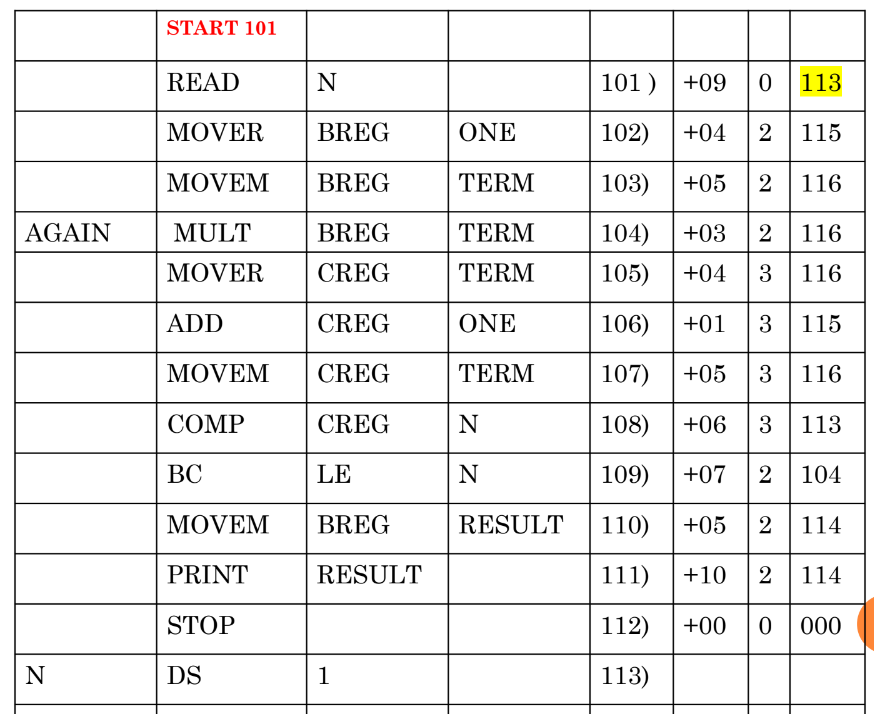 START 101
READ N 101 ) +09 0 113
MOVER BREG ONE 102) +04 2 115
MOVEM BREG TERM 103) +05 2 116
AGAIN MULT BREG TERM 104) +03 2 116
MOVER CREG TERM 105) +04 3 116
ADD CREG ONE 106) +01 3 115
MOVEM CREG TERM 107) +05 3 116
COMP CREG N 108) +06 3 113
BC LE N 109) +07 2 104
MOVEM BREG RESULT 110) +05 2 114
PRINT RESULT 111) +10 2 114
STOP 112) +00 0 000
N DS 1 113)